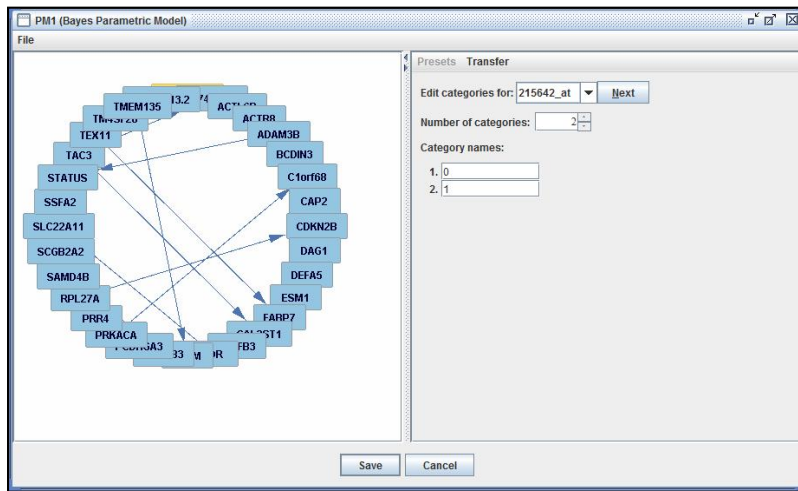 PM1 (Bayes Parametric Model)
File
Presets Transfer
Edit categories for: 215642_at Next
Number of categories: 2
Category names:
1. 0
2. 1
TMEM135
TEX11
TAC3
STATUS
SSFA2
SLC22A11
SCGB2A2
SAMD4B
RPL27A
PRR4
PRKACA
ACTR8
ADAM3B
BCDIN3
C1orf68
CAP2
CDKN2B
DAG1
DEFA5
ESM1
FABP7
Save Cancel